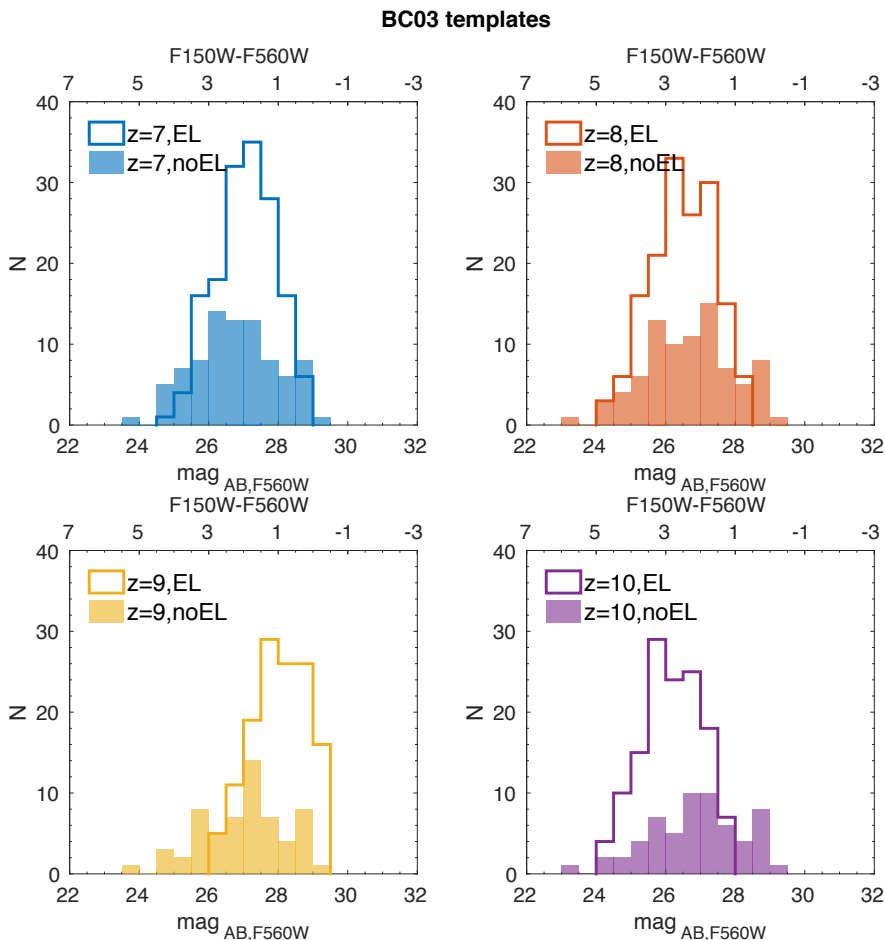 BC03 templates
F150W-F560W
7 5 3 1 -1 -3
40
30
20
10
0
N
z=7,EL
z=7,noEL
22 24 26 28 30 32
mag AB,F560W
F150W-F560W
7 5 3 1 -1 -3
40
30
20
10
0
N
z=8,EL
z=8,noEL
22 24 26 28 30 32
mag AB,F560W
F150W-F560W
7 5 3 1 -1 -3
40
30
20
10
0
N
z=9,EL
z=9,noEL
22 24 26 28 30 32
mag AB,F560W
F150W-F560W
7 5 3 1 -1 -3
40
30
20
10
0
N
z=10,EL
z=10,noEL
22 24 26 28 30 32
mag AB,F560W